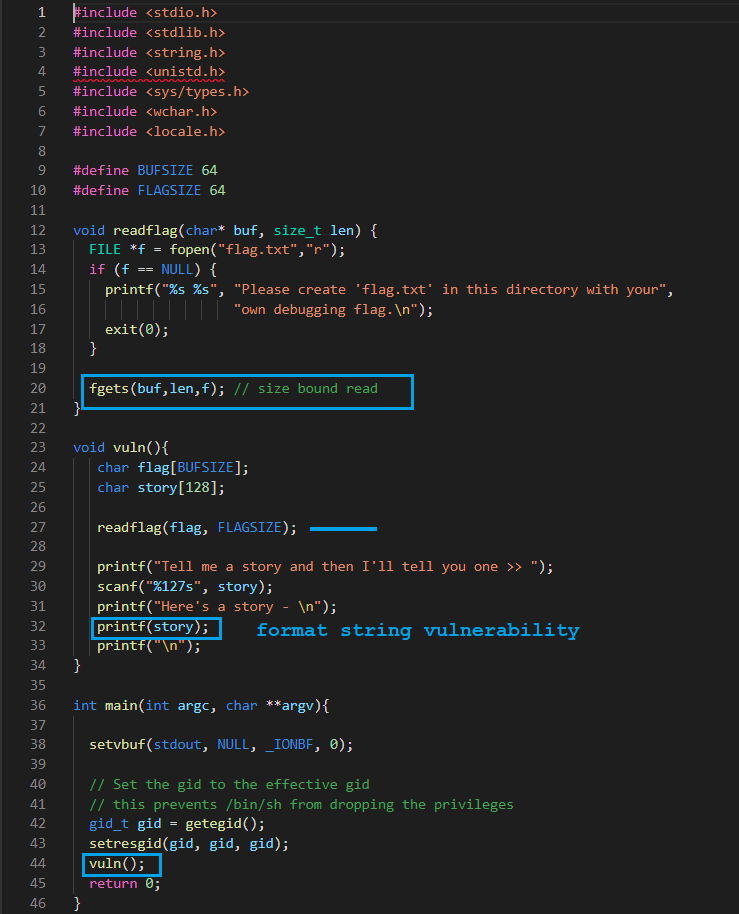 1 #include <stdio.h>
2 #include <stdlib.h>
3 #include <string.h>
4 #include <unistd.h>
5 #include <sys/types.h>
6 #include <wchar.h>
7 #include <locale.h>
8
9 #define BUFSIZE 64
10 #define FLAGSIZE 64
11
12 void readflag(char* buf, size_t len) {
13   FILE *f = fopen("flag.txt","r");
14   if (f == NULL) {
15     printf("%s %s", "Please create 'flag.txt' in this directory with your",
16                     "own debugging flag.\n");
17     exit(0);
18   }
19
20   fgets(buf,len,f); // size bound read
21 }
22
23 void vuln(){
24    char flag[BUFSIZE];
25    char story[128];
26
27    readflag(flag, FLAGSIZE);
28
29    printf("Tell me a story and then I'll tell you one >> ");
30    scanf("%127s", story);
31    printf("Here's a story - \n");
32    printf(story); format string vulnerability
33    printf("\n");
34 }
35
36 int main(int argc, char **argv){
37
38   setvbuf(stdout, NULL, _IONBF, 0);
39
40   // Set the gid to the effective gid
41   // this prevents /bin/sh from dropping the privileges
42   gid_t gid = getegid();
43   setresgid(gid, gid, gid);
44   vuln();
45   return 0;
46 }